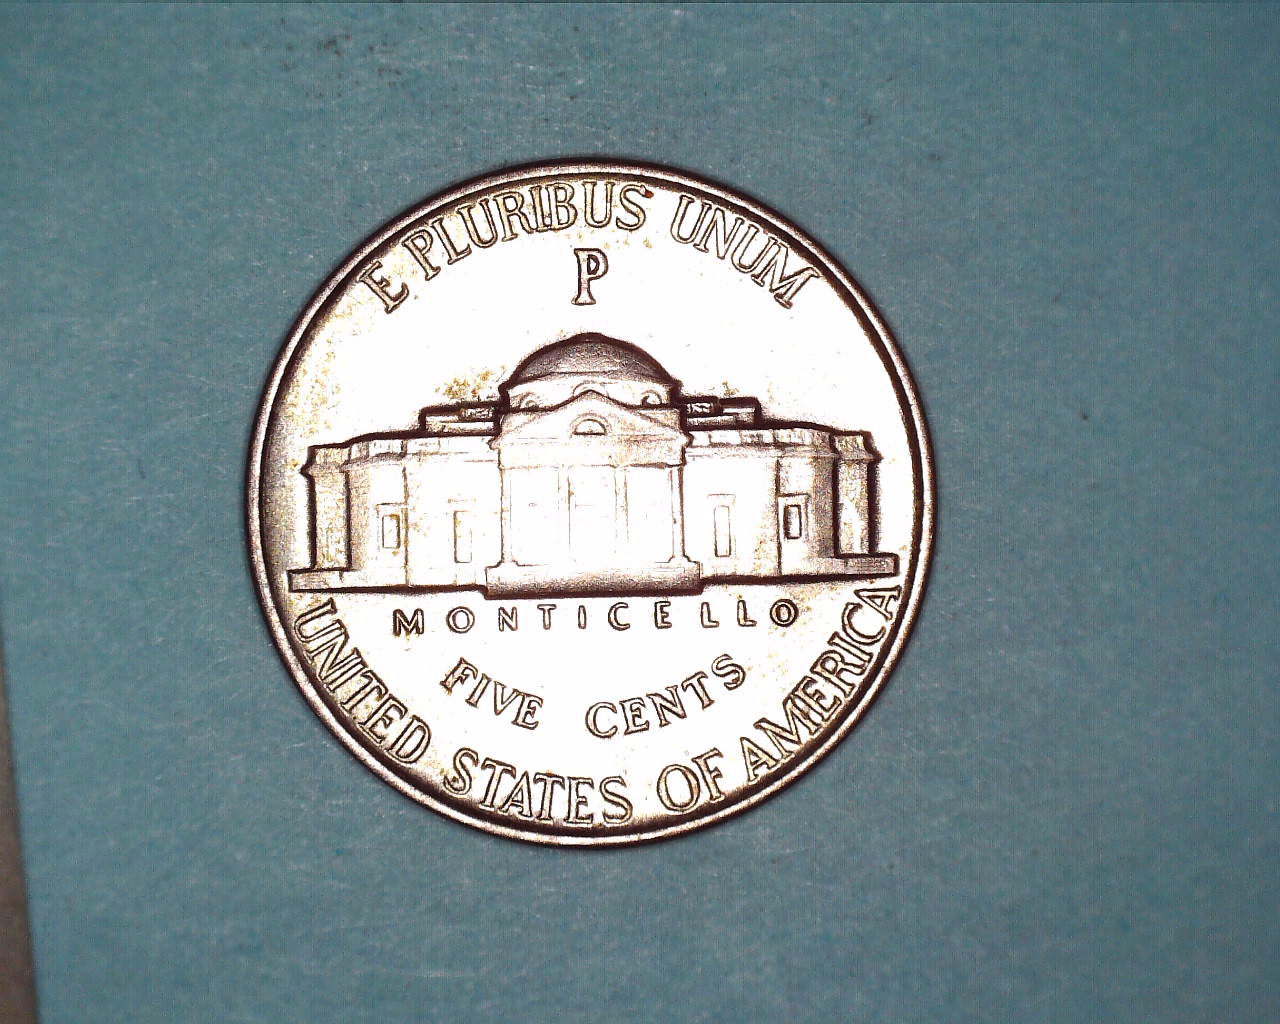 E PLURIBUS UNUM
P
MONTICELLO
FIVE CENTS
UNITED STATES OF AMERICA